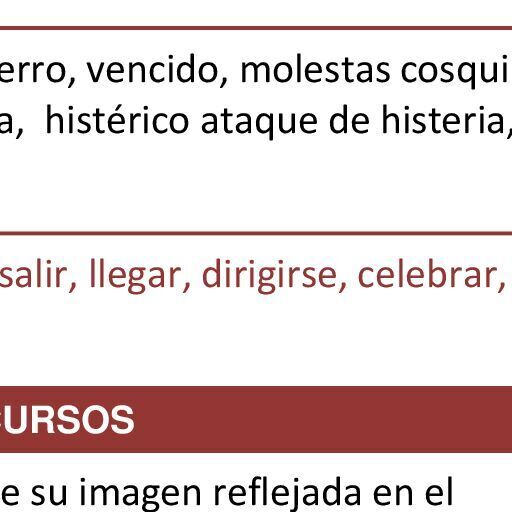 erro, vencido, molestas cosqui
a, histérico ataque de histeria,
salir, llegar, dirigirse, celebrar,
CURSOS
e su imagen reflejada en el